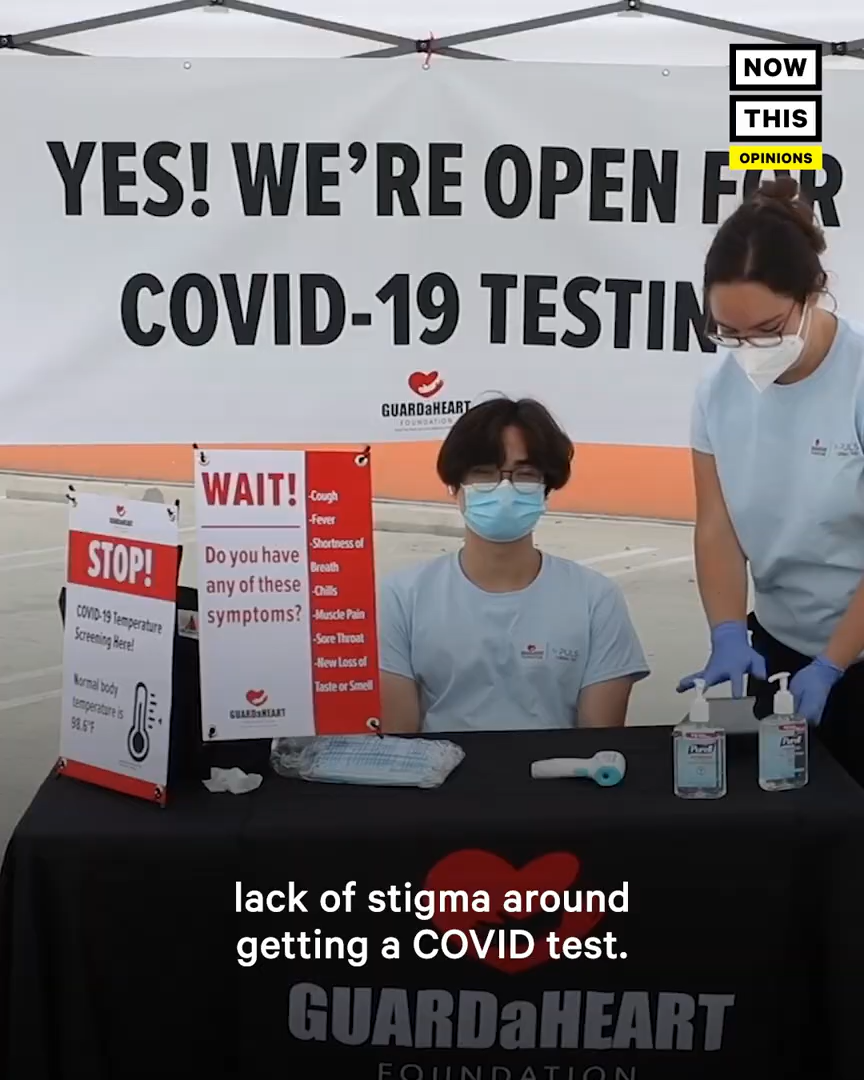 NOW
THIS
OPINIONS
YES! WE'RE OPEN FOR
COVID-19 TESTIN
GUARDaHEART
FOUNDATION
WAIT!
Do you have
any of these
symptoms?
-Cough
-Fever
-Shortness of
Breath
-Chills
-Muscle Pain
-Sore Throat
-New Loss of
Taste or Smell
GUARDaHEART
GUARDaHEART
STOP!
COVID-19 Temperature
Screening Here!
Normal body
temperature is
98.6°F
PULS
Purell
Purell
lack of stigma around
getting a COVID test.
GUARDaHEART
FOUNDATION